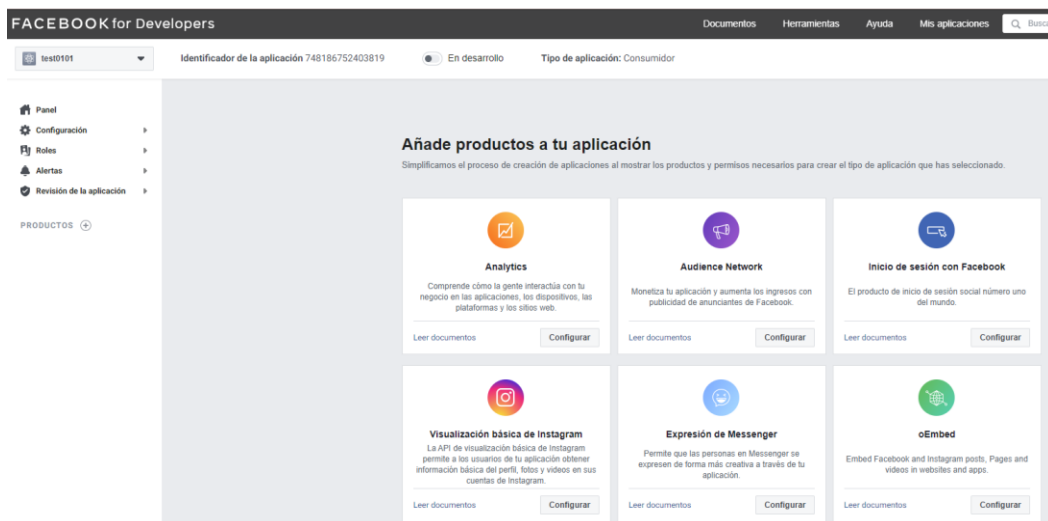 FACEBOOK for Developers
Documentos Herramientas Ayuda Mis aplicaciones
test0101
Identificador de la aplicación 748186752403819 En desarrollo Tipo de aplicación: Consumidor
Panel
Configuración
Roles
Alertas
Revisión de la aplicación
PRODUCTOS
Añade productos a tu aplicación
Simplificamos el proceso de creación de aplicaciones al mostrar los productos y permisos necesarios para crear el tipo de aplicación que has seleccionado.
Analytics
Comprende cómo la gente interactúa con tu
negocio en las aplicaciones, los dispositivos, las
plataformas y los sitios web.
Leer documentos Configurar
Audience Network
Monetiza tu aplicación y aumenta los ingresos con
publicidad de anunciantes de Facebook.
Leer documentos Configurar
Inicio de sesión con Facebook
El producto de inicio de sesión social número uno
del mundo.
Leer documentos Configurar
Visualización básica de Instagram
La API de visualización básica de Instagram
permite a los usuarios de tu aplicación obtener
información básica del perfil, fotos y videos en sus
cuentas de Instagram.
Leer documentos Configurar
Expresión de Messenger
Permite que las personas en Messenger se
expresen de forma más creativa a través de tu
aplicación.
Leer documentos Configurar
oEmbed
Embed Facebook and Instagram posts, Pages and
videos in websites and apps.
Leer documentos Configurar